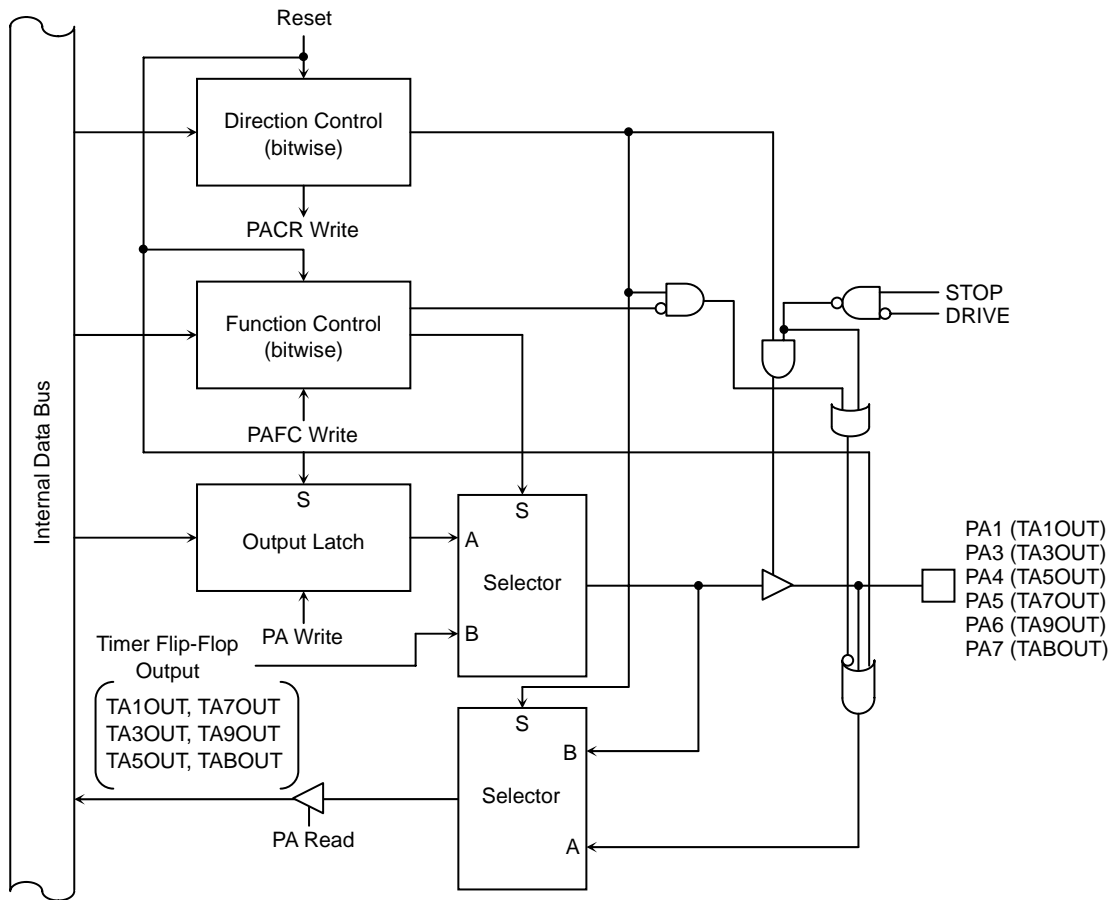 Reset
Direction Control
(bitwise)
PACR Write
Internal Data Bus
Function Control
(bitwise)
STOP
DRIVE
PAFC Write
S
Output Latch
S
A
Selector
B
PA1 (TA1OUT)
PA3 (TA3OUT)
PA4 (TA5OUT)
PA5 (TA7OUT)
PA6 (TA9OUT)
PA7 (TABOUT)
PA Write
Timer Flip-Flop
Output
TA1OUT, TA7OUT
TA3OUT, TA9OUT
TA5OUT, TABOUT
S
B
Selector
A
PA Read